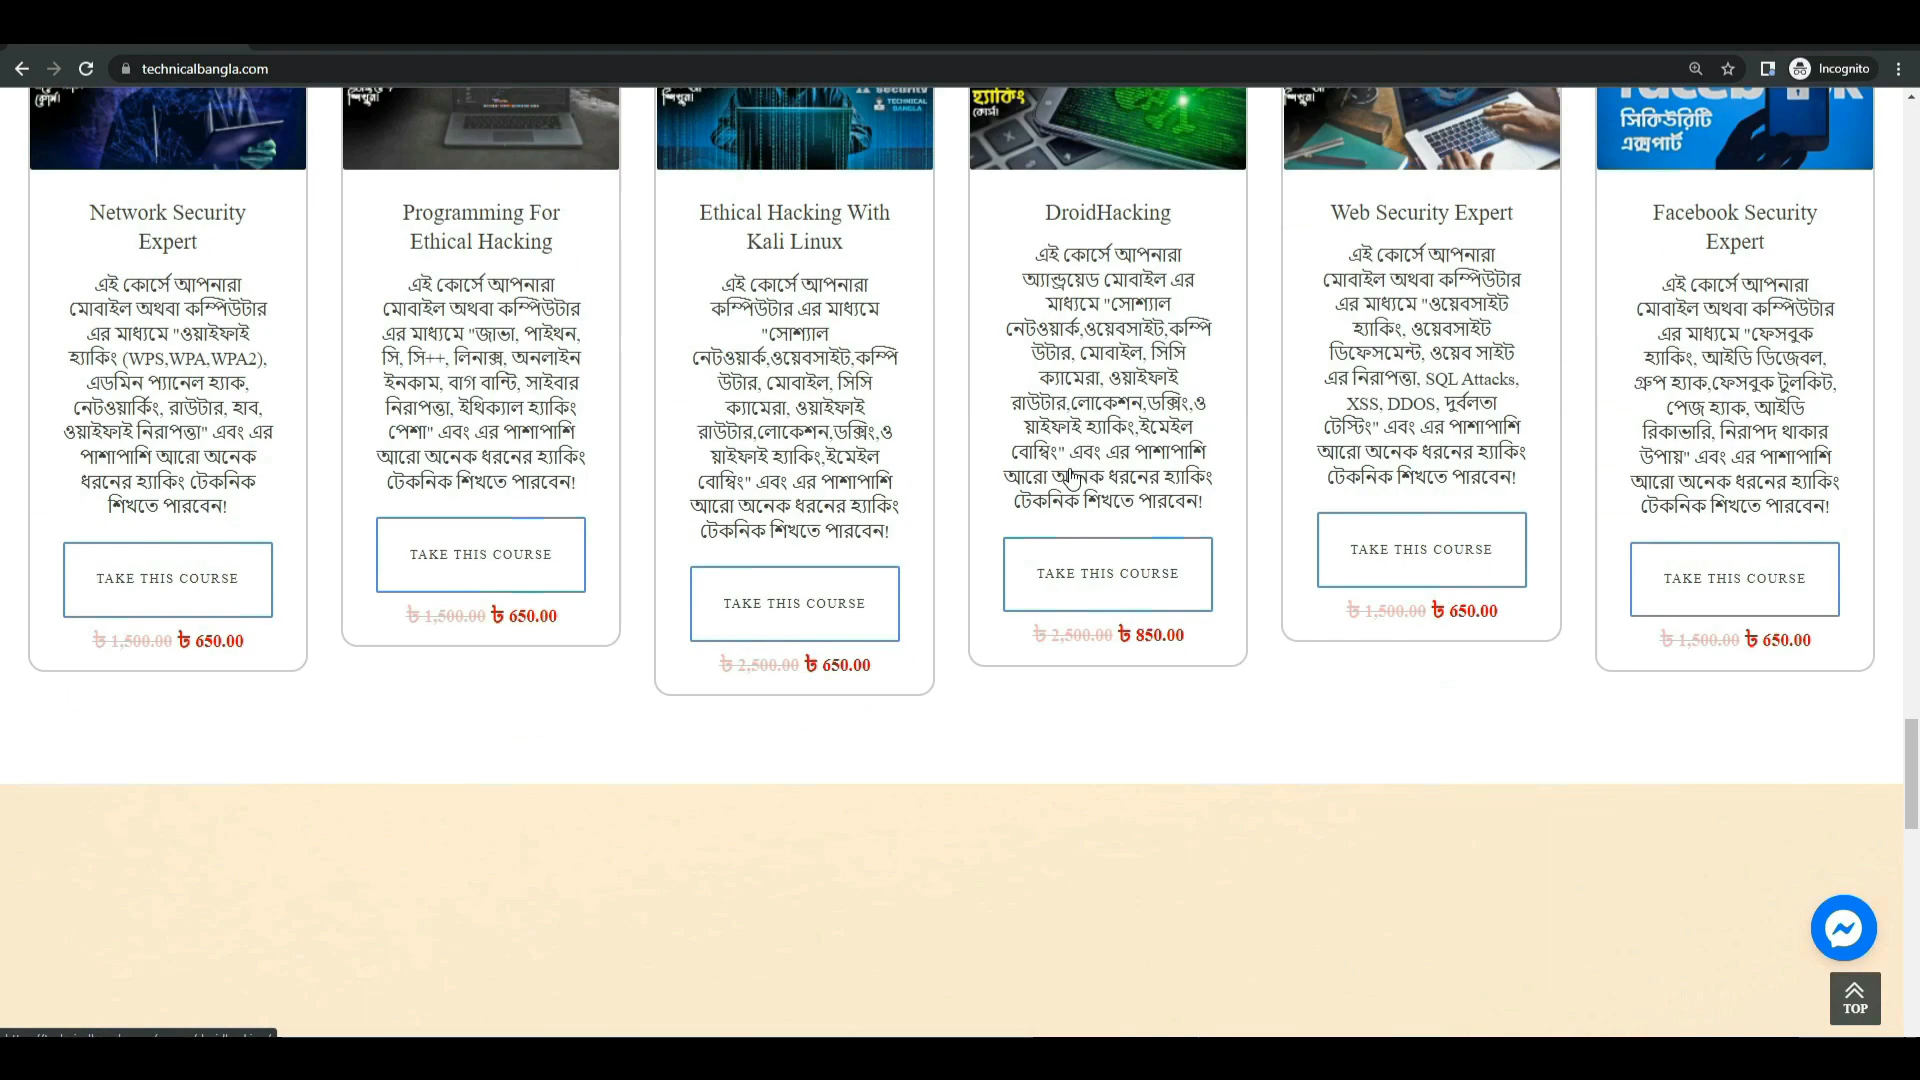 technicalbangla.com
Incognito
কোর্স!
শিখুন!
security
TECHNICAL
BANGLA
হ্যাকিং
কোর্স!
শিখুন!
সিকিউরিটি
এক্সপার্ট
Network Security
Expert
এই কোর্সে আপনারা
মোবাইল অথবা কম্পিউটার
এর মাধ্যমে "ওয়াইফাই
হ্যাকিং (WPS,WPA,WPA2),
এডমিন প্যানেল হ্যাক,
নেটওয়ার্কিং, রাউটার, হাব,
ওয়াইফাই নিরাপত্তা" এবং এর
পাশাপাশি আরো অনেক
ধরনের হ্যাকিং টেকনিক
শিখতে পারবেন!
TAKE THIS COURSE
৳ 1,500.00 ৳ 650.00
Programming For
Ethical Hacking
এই কোর্সে আপনারা
মোবাইল অথবা কম্পিউটার
এর মাধ্যমে "জাভা, পাইথন,
সি, সি++, লিনাক্স, অনলাইন
ইনকাম, বাগ বান্টি, সাইবার
নিরাপত্তা, ইথিক্যাল হ্যাকিং
পেশা" এবং এর পাশাপাশি
আরো অনেক ধরনের হ্যাকিং
টেকনিক শিখতে পারবেন!
TAKE THIS COURSE
৳ 1,500.00 ৳ 650.00
Ethical Hacking With
Kali Linux
এই কোর্সে আপনারা
কম্পিউটার এর মাধ্যমে
"সোশ্যাল
নেটওয়ার্ক,ওয়েবসাইট,কম্পি
উটার, মোবাইল, সিসি
ক্যামেরা, ওয়াইফাই
রাউটার,লোকেশন,ডক্সিং,ও
য়াইফাই হ্যাকিং,ইমেইল
বোম্বিং" এবং এর পাশাপাশি
আরো অনেক ধরনের হ্যাকিং
টেকনিক শিখতে পারবেন!
TAKE THIS COURSE
৳ 2,500.00 ৳ 650.00
DroidHacking
এই কোর্সে আপনারা
অ্যান্ড্রয়েড মোবাইল এর
মাধ্যমে "সোশ্যাল
নেটওয়ার্ক,ওয়েবসাইট,কম্পি
উটার, মোবাইল, সিসি
ক্যামেরা, ওয়াইফাই
রাউটার,লোকেশন,ডক্সিং,ও
য়াইফাই হ্যাকিং,ইমেইল
বোম্বিং" এবং এর পাশাপাশি
আরো অনেক ধরনের হ্যাকিং
টেকনিক শিখতে পারবেন!
TAKE THIS COURSE
৳ 2,500.00 ৳ 850.00
Web Security Expert
এই কোর্সে আপনারা
মোবাইল অথবা কম্পিউটার
এর মাধ্যমে "ওয়েবসাইট
হ্যাকিং, ওয়েবসাইট
ডিফেসমেন্ট, ওয়েব সাইট
এর নিরাপত্তা, SQL Attacks,
XSS, DDOS, দুর্বলতা
টেস্টিং" এবং এর পাশাপাশি
আরো অনেক ধরনের হ্যাকিং
টেকনিক শিখতে পারবেন!
TAKE THIS COURSE
৳ 1,500.00 ৳ 650.00
Facebook Security
Expert
এই কোর্সে আপনারা
মোবাইল অথবা কম্পিউটার
এর মাধ্যমে "ফেসবুক
হ্যাকিং, আইডি ডিজেবল,
গ্রুপ হ্যাক,ফেসবুক টুলকিট,
পেজ হ্যাক, আইডি
রিকাভারি, নিরাপদ থাকার
উপায়" এবং এর পাশাপাশি
আরো অনেক ধরনের হ্যাকিং
টেকনিক শিখতে পারবেন!
TAKE THIS COURSE
৳ 1,500.00 ৳ 650.00
TOP